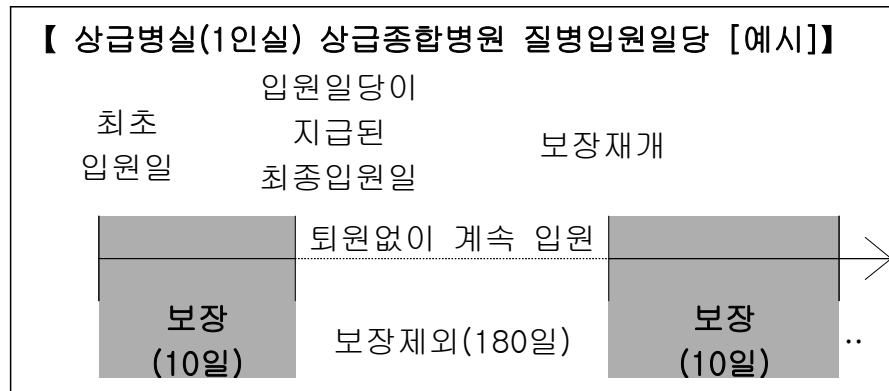 【 상급병실(1인실) 상급종합병원 질병입원일당 [예시]】
최초
입원일
입원일당이
지급된
최종입원일
보장재개
퇴원없이 계속 입원
보장
(10일)
보장제외(180일)
보장
(10일)
..